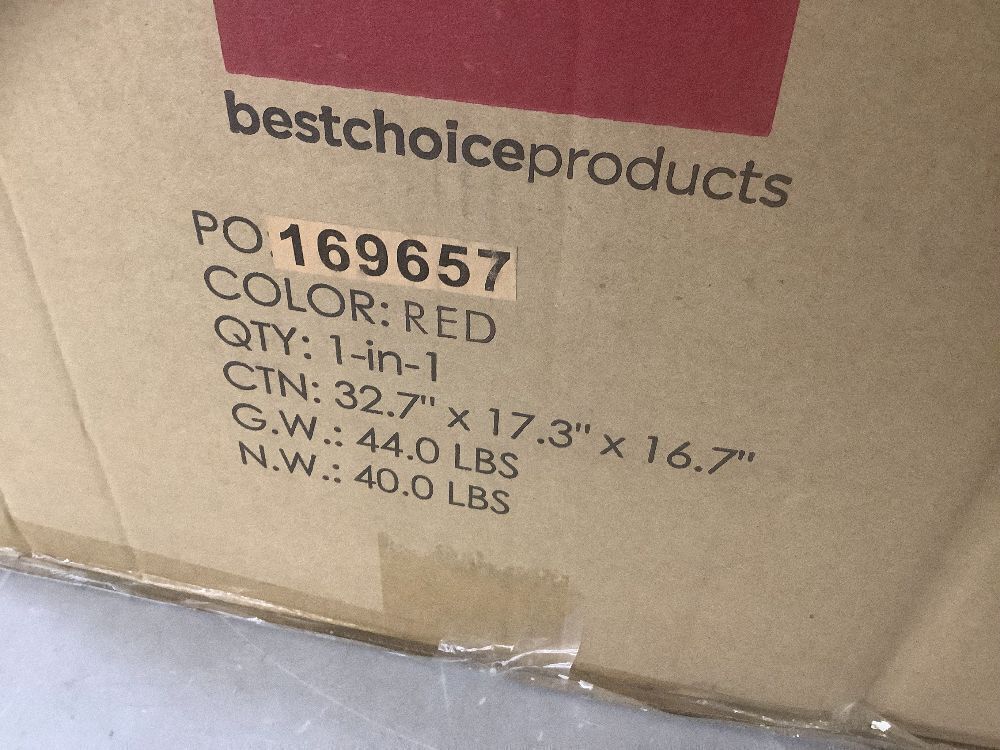 bestchoiceproducts
PO:169657
COLOR: RED
QTY: 1-in-1
CTN: 32.7" x 17.3" x 16.7"
G.W.: 44.0 LBS
N.W.: 40.0 LBS